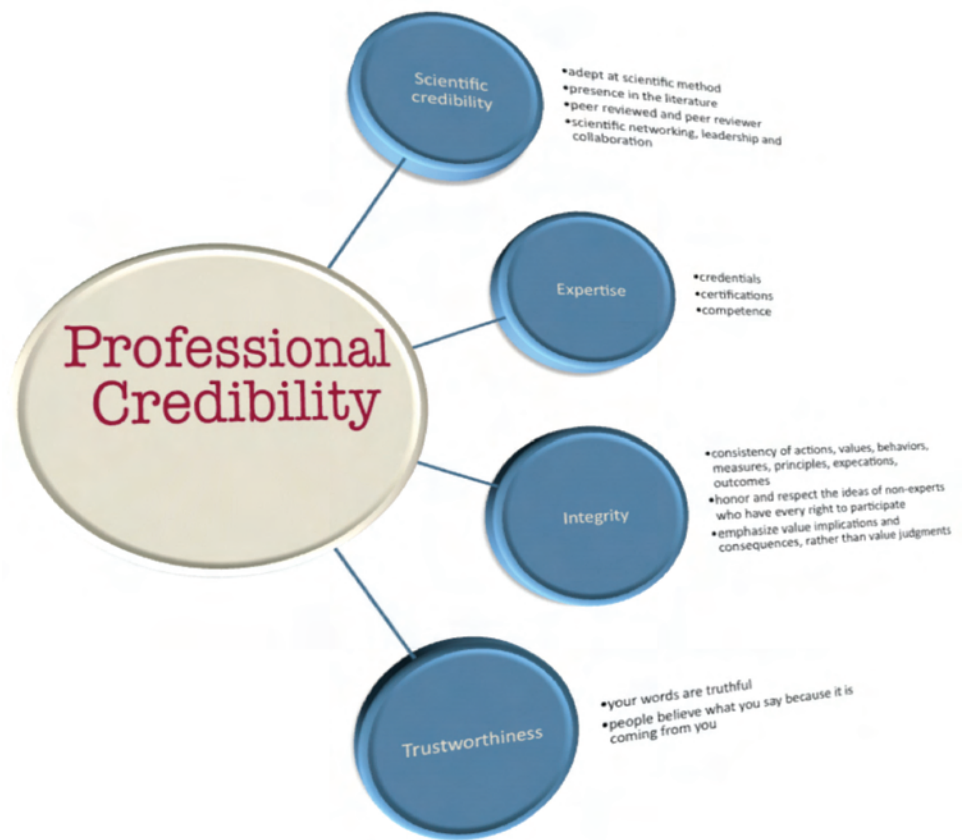 Professional
Credibility
Scientific
credibility
•adept at scientific method
•presence in the literature
•peer reviewed and peer reviewer
•scientific networking, leadership and
collaboration
Expertise
•credentials
•certifications
•competence
Integrity
•consistency of actions, values, behaviors,
measures, principles, expecations,
outcomes
•honor and respect the ideas of non-experts
who have every right to participate
•emphasize value implications and
consequences, rather than value judgments
Trustworthiness
•your words are truthful
•people believe what you say because it is
coming from you